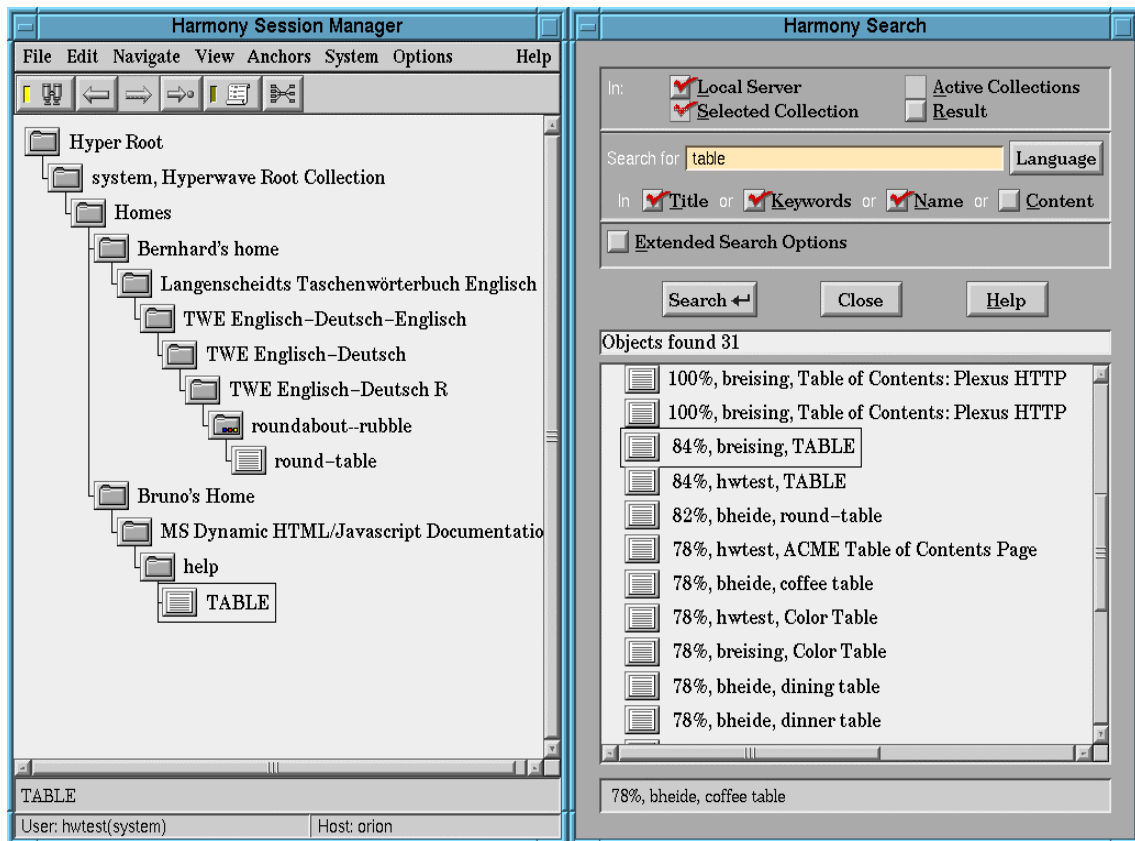 Harmony Session Manager
File Edit Navigate View Anchors System Options Help
Hyper Root
system, Hyperwave Root Collection
Homes
Bernhard's home
Langenscheidts Taschenwörterbuch Englisch
TWE Englisch-Deutsch-Englisch
TWE Englisch-Deutsch
TWE Englisch-Deutsch R
roundabout--rubble
round-table
Bruno's Home
MS Dynamic HTML/Javascript Documentatio
help
TABLE
TABLE
User: hwtest(system) Host: orion
Harmony Search
In: Local Server Active Collections
Selected Collection Result
Search for table Language
In Title or Keywords or Name or Content
Extended Search Options
Search Close Help
Objects found 31
100%, breising, Table of Contents: Plexus HTTP
100%, breising, Table of Contents: Plexus HTTP
84%, breising, TABLE
84%, hwtest, TABLE
82%, bheide, round-table
78%, hwtest, ACME Table of Contents Page
78%, bheide, coffee table
78%, hwtest, Color Table
78%, breising, Color Table
78%, bheide, dining table
78%, bheide, dinner table
78%, bheide, coffee table